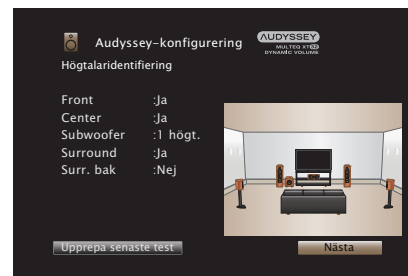 Audyssey-konfigurering
AUDYSSEY
MULTEQ XT32
DYNAMIC VOLUME
Högtalaridentifiering
Front :Ja
Center :Ja
Subwoofer :1 högt.
Surround :Ja
Surr. bak :Nej
Upprepa senaste test
Nästa